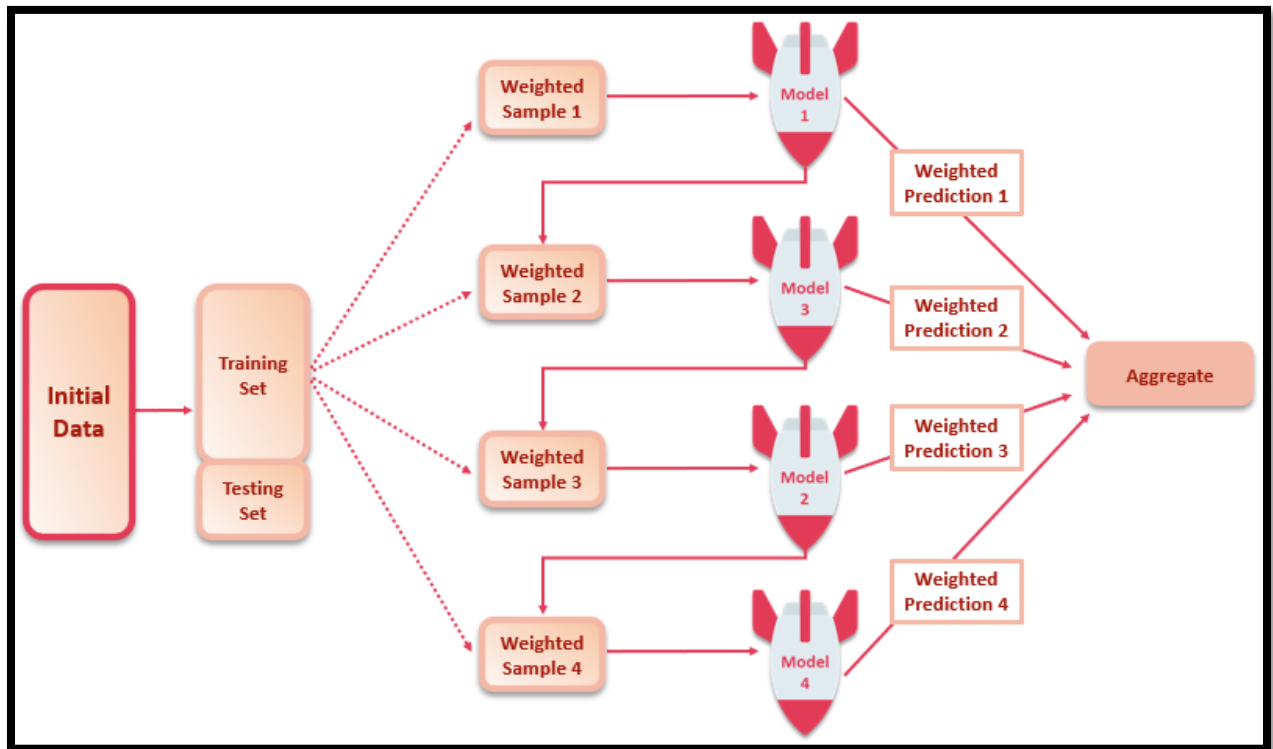 Initial
Data
Training
Set
Testing
Set
Weighted
Sample 1
Model
1
Weighted
Prediction 1
Weighted
Sample 2
Model
3
Weighted
Prediction 2
Weighted
Sample 3
Model
2
Weighted
Prediction 3
Weighted
Sample 4
Model
4
Weighted
Prediction 4
Aggregate